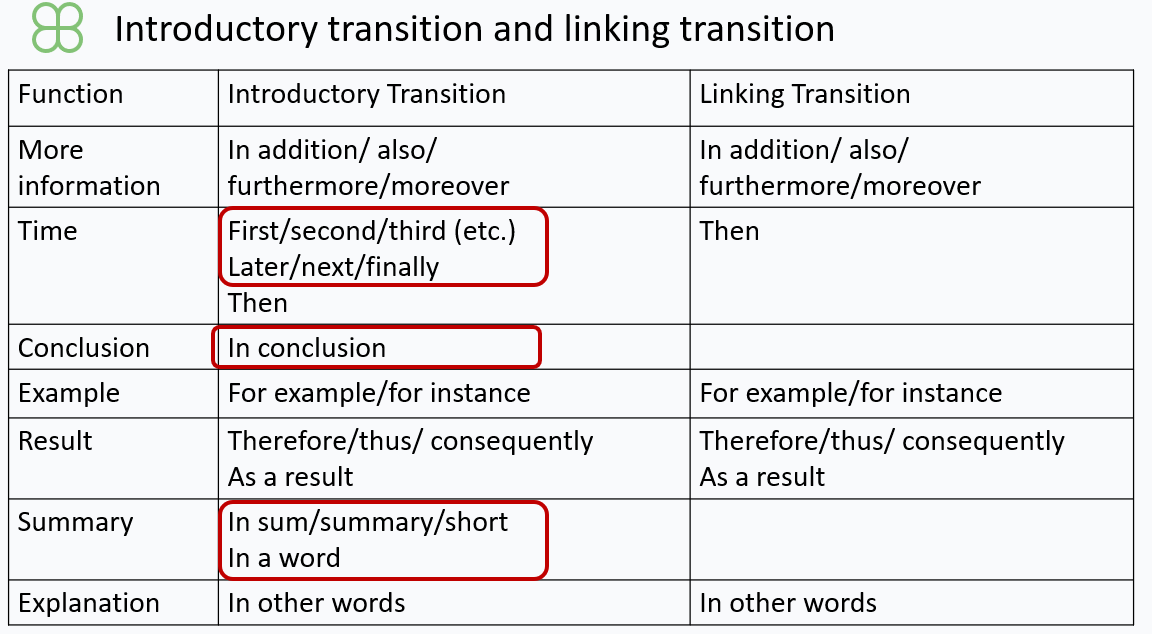 Introductory transition and linking transition
Function
Introductory Transition
Linking Transition
More
information
In addition/ also/
furthermore/moreover
In addition/ also/
furthermore/moreover
Time
First/second/third (etc.)
Later/next/finally
Then
Then
Conclusion
In conclusion
Example
For example/for instance
For example/for instance
Result
Therefore/thus/ consequently
As a result
Therefore/thus/ consequently
As a result
Summary
In sum/summary/short
In a word
Explanation
In other words
In other words